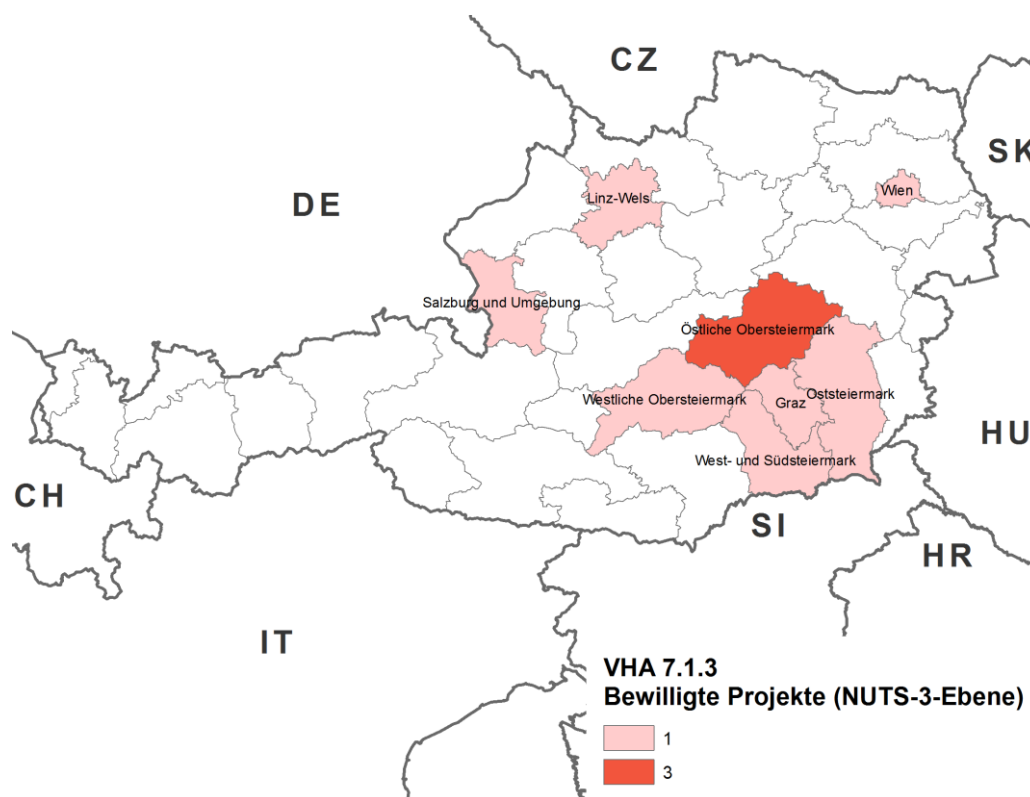 CZ
SK
DE
Linz-Wels
Wien
Salzburg und Umgebung
Östliche Obersteiermark
Westliche Obersteiermark
Graz
Oststeiermark
HU
West- und Südsteiermark
CH
SI
HR
IT
VHA 7.1.3
Bewilligte Projekte (NUTS-3-Ebene)
1
3